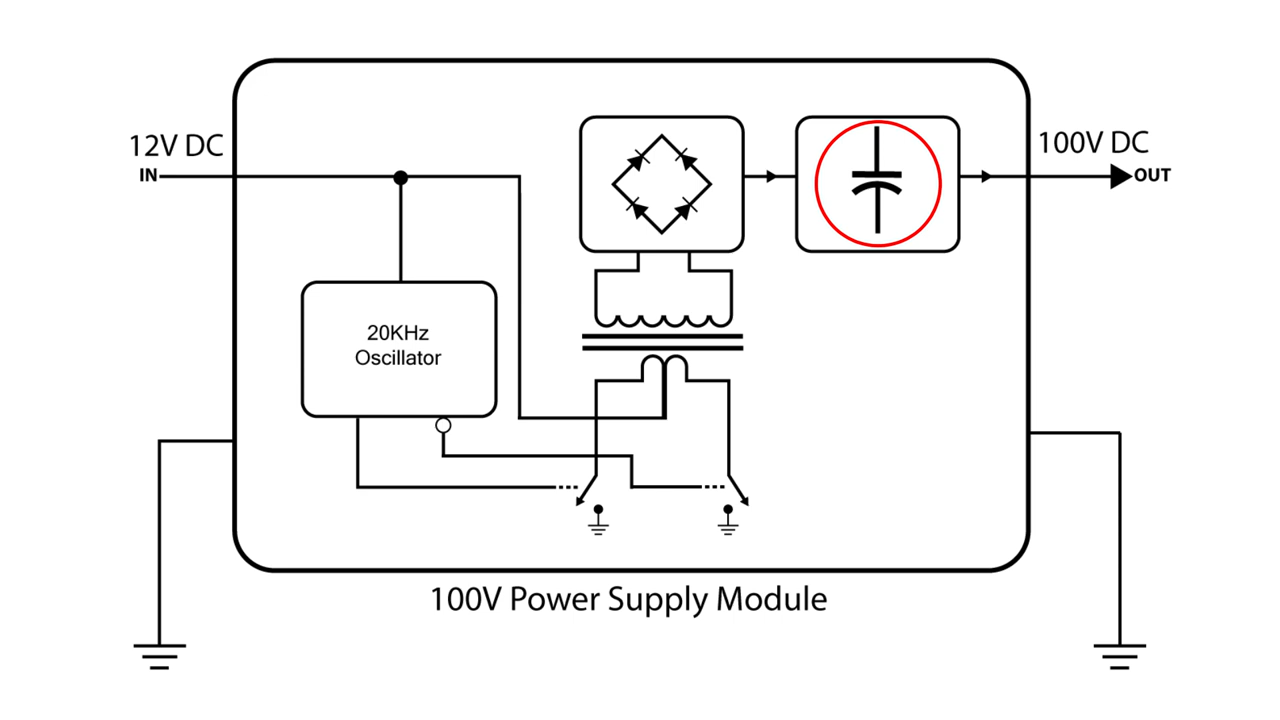 12V DC
IN
100V DC
OUT
20KHz
Oscillator
100V Power Supply Module